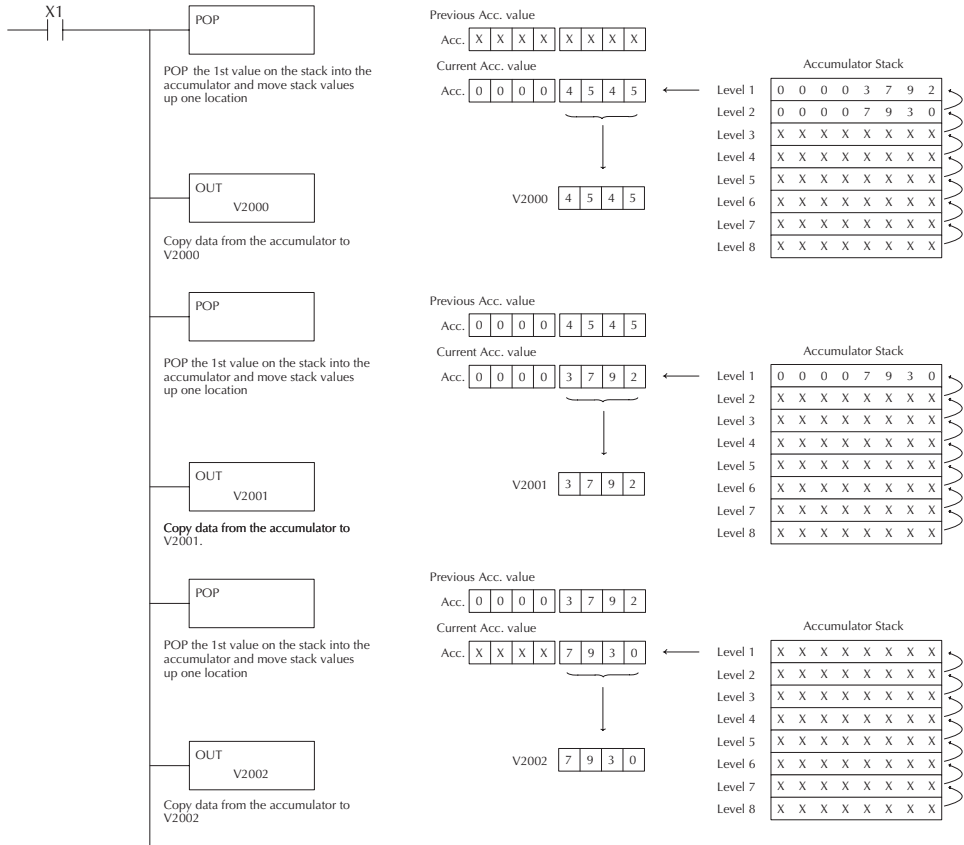 X1
POP
POP the 1st value on the stack into the
accumulator and move stack values
up one location
OUT
V2000
Copy data from the accumulator to
V2000
Previous Acc. value
Acc. X X X X X X X X
Current Acc. value
Acc. 0 0 0 0 4 5 4 5
V2000 4 5 4 5
Accumulator Stack
Level 1 0 0 0 0 3 7 9 2
Level 2 0 0 0 0 7 9 3 0
Level 3 X X X X X X X X
Level 4 X X X X X X X X
Level 5 X X X X X X X X
Level 6 X X X X X X X X
Level 7 X X X X X X X X
Level 8 X X X X X X X X
POP
POP the 1st value on the stack into the
accumulator and move stack values
up one location
OUT
V2001
Copy data from the accumulator to
V2001.
Previous Acc. value
Acc. 0 0 0 0 4 5 4 5
Current Acc. value
Acc. 0 0 0 0 3 7 9 2
V2001 3 7 9 2
Accumulator Stack
Level 1 0 0 0 0 7 9 3 0
Level 2 X X X X X X X X
Level 3 X X X X X X X X
Level 4 X X X X X X X X
Level 5 X X X X X X X X
Level 6 X X X X X X X X
Level 7 X X X X X X X X
Level 8 X X X X X X X X
POP
POP the 1st value on the stack into the
accumulator and move stack values
up one location
OUT
V2002
Copy data from the accumulator to
V2002
Previous Acc. value
Acc. 0 0 0 0 3 7 9 2
Current Acc. value
Acc. X X X X 7 9 3 0
V2002 7 9 3 0
Accumulator Stack
Level 1 X X X X X X X X
Level 2 X X X X X X X X
Level 3 X X X X X X X X
Level 4 X X X X X X X X
Level 5 X X X X X X X X
Level 6 X X X X X X X X
Level 7 X X X X X X X X
Level 8 X X X X X X X X